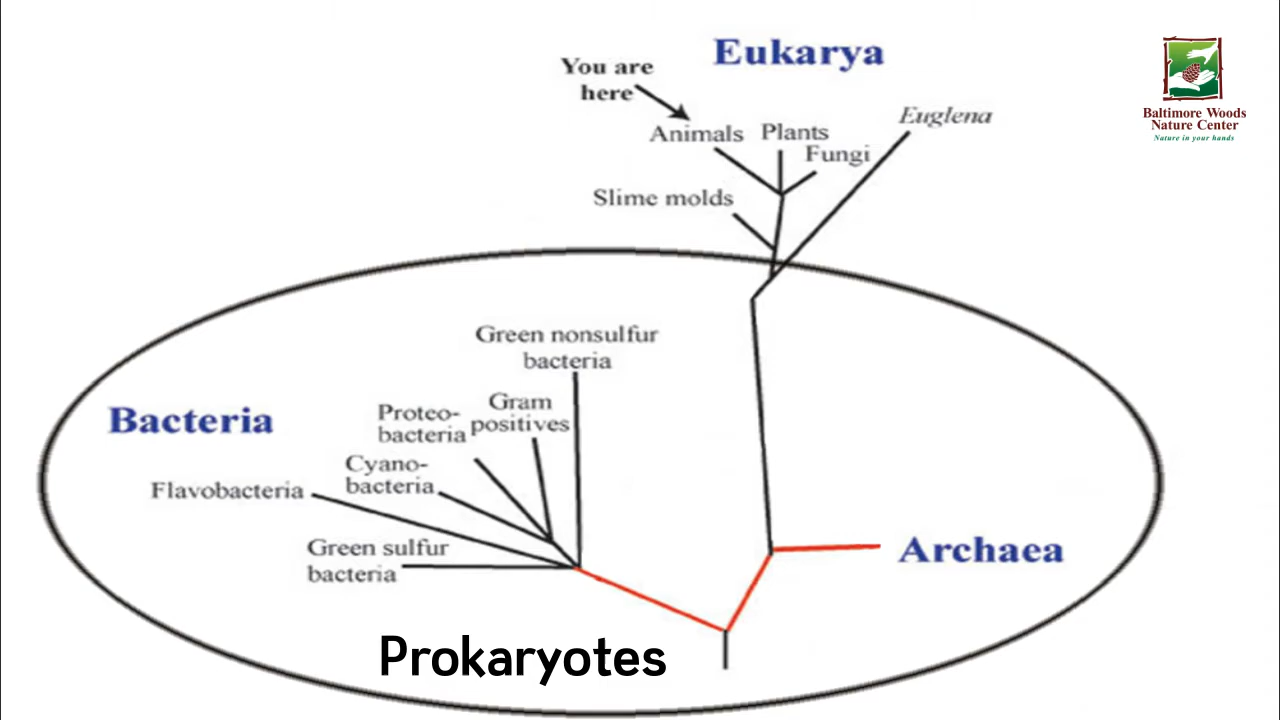 Eukarya
You are
here
Baltimore Woods
Nature Center
Nature in your hands
Euglena
Animals
Plants
Fungi
Slime molds
Green nonsulfur
bacteria
Bacteria
Proteo-
bacteria
Gram
positives
Cyano-
bacteria
Flavobacteria
Green sulfur
bacteria
Archaea
Prokaryotes